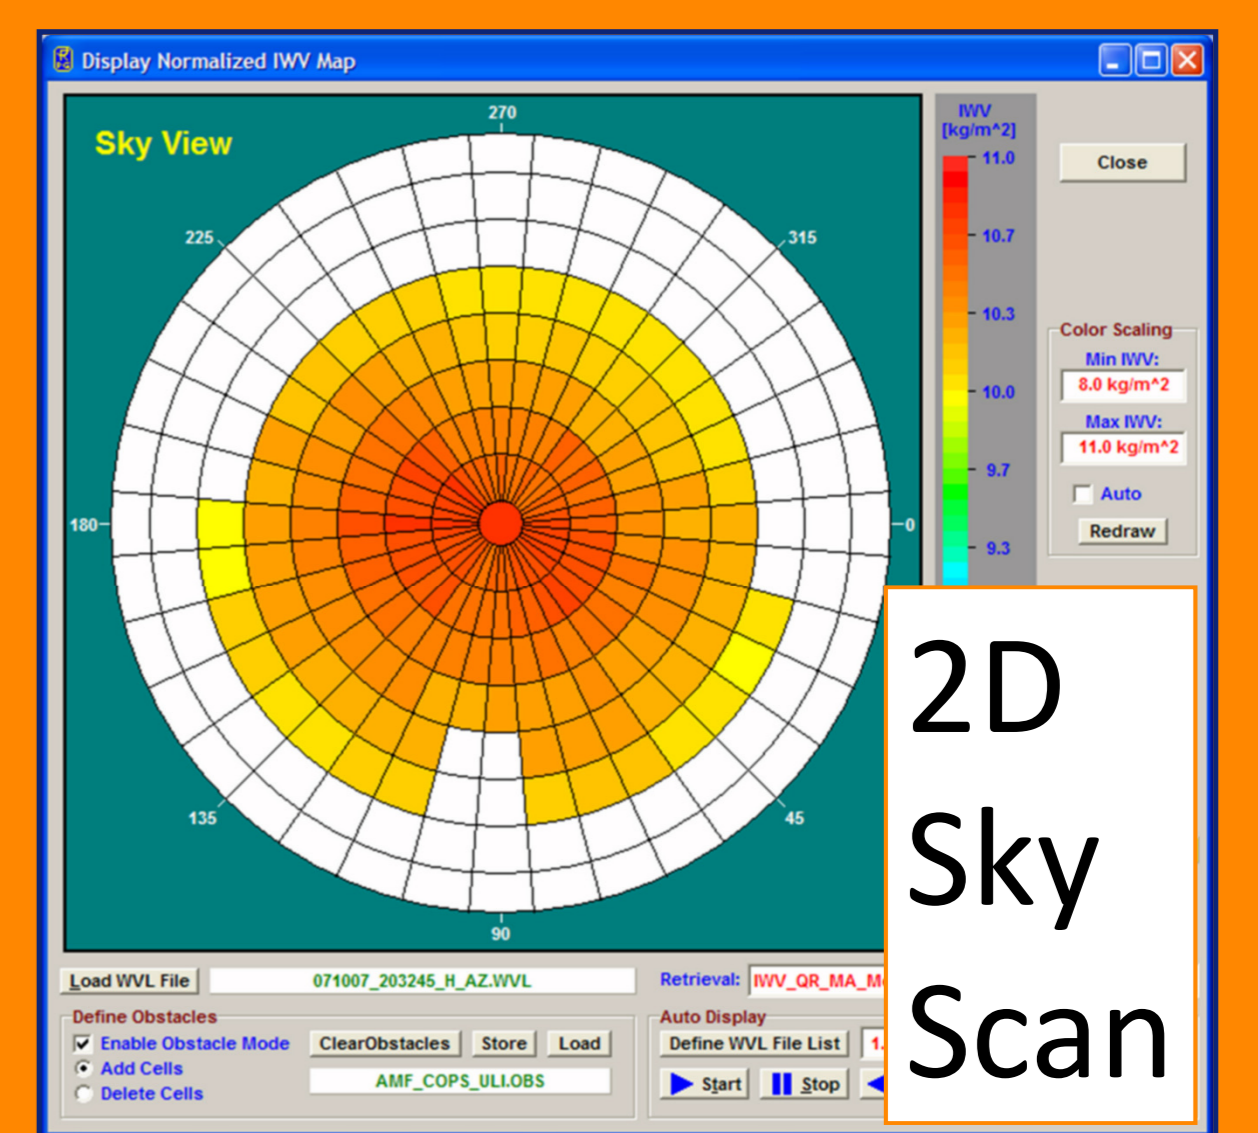 Display Normalized IWV Map
Sky View
270
225
315
180
0
135
45
90
IWV
[kg/m^2]
11.0
10.7
10.3
10.0
9.7
9.3
Close
Color Scaling
Min IWV:
8.0 kg/m^2
Max IWV:
11.0 kg/m^2
Auto
Redraw
2D
Sky
Scan
Load WVL File
071007_203245_H_AZ.WVL
Retrieval:
Define Obstacles
Enable Obstacle Mode
Add Cells
Delete Cells
ClearObstacles
Store
Load
AMF_COPS_ULI.OBS
Auto Display
Define WVL File List
Start
Stop